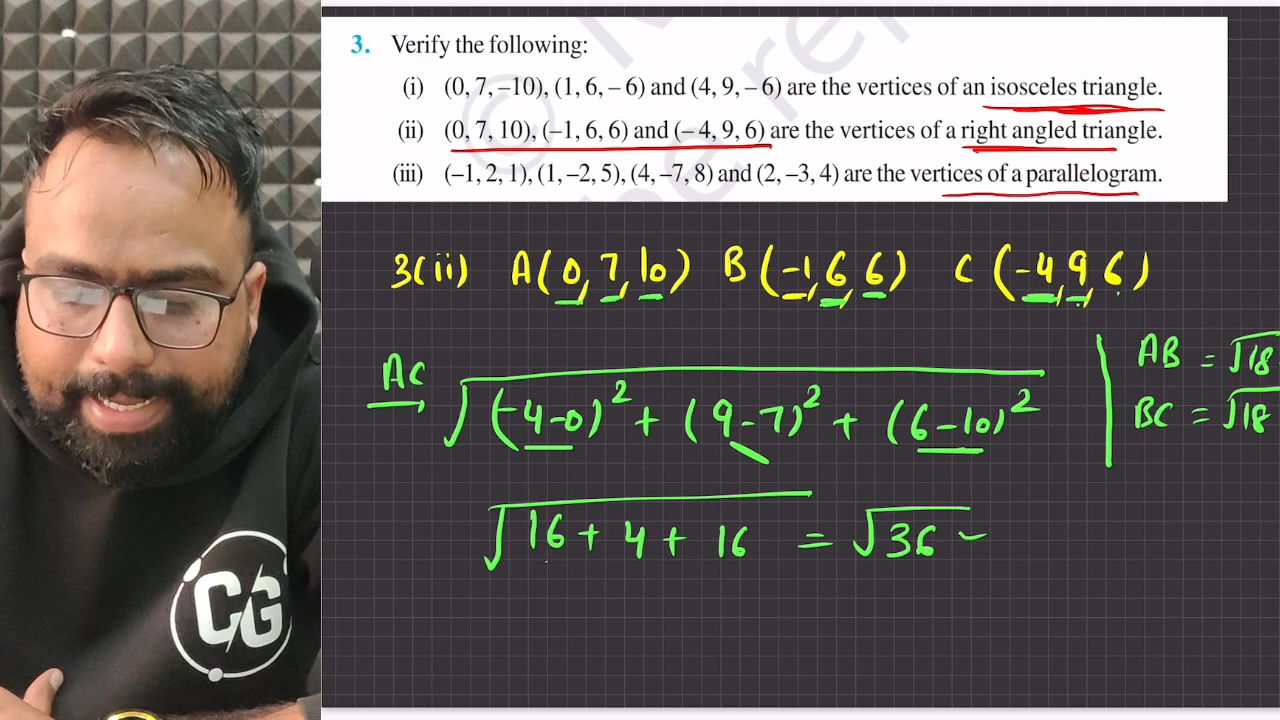 3. Verify the following:
(i) (0, 7, –10), (1, 6, – 6) and (4, 9, – 6) are the vertices of an isosceles triangle.
(ii) (0, 7, 10), (–1, 6, 6) and (– 4, 9, 6) are the vertices of a right angled triangle.
(iii) (–1, 2, 1), (1, –2, 5), (4, –7, 8) and (2, –3, 4) are the vertices of a parallelogram.
3(ii) A(0, 7, 10) B(-1, 6, 6) C(-4, 9, 6)
AC √(-4-0)² + (9-7)² + (6-10)²
AB = √18
BC = √18
√16 + 4 + 16 = √36
CG